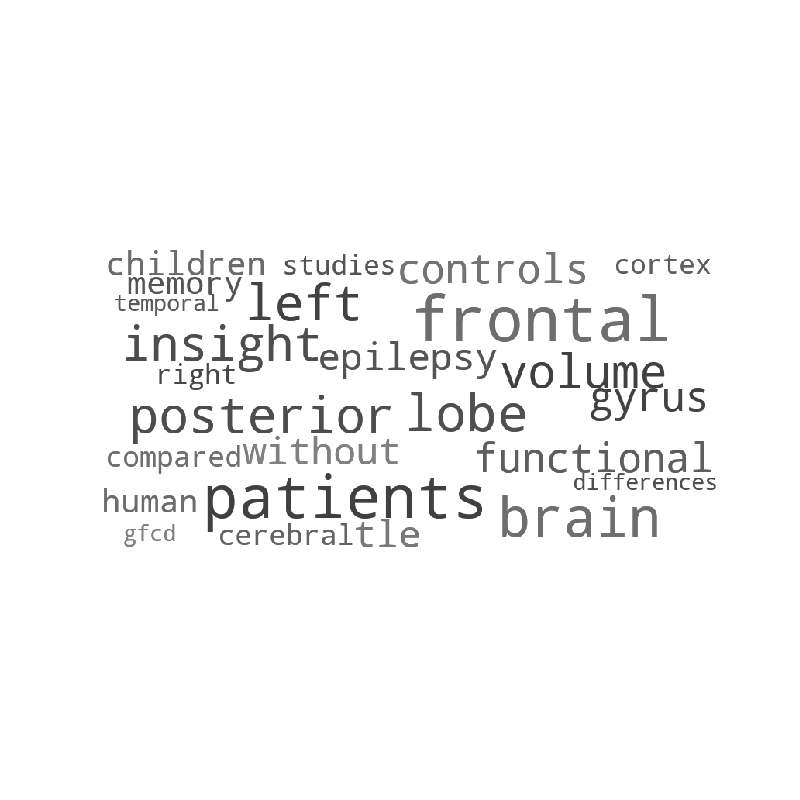 children studies controls cortex
memory
temporal left frontal
insight epilepsy volume
right gyrus
posterior lobe
compared without functional
differences
human patients brain
gfcd cerebral tle